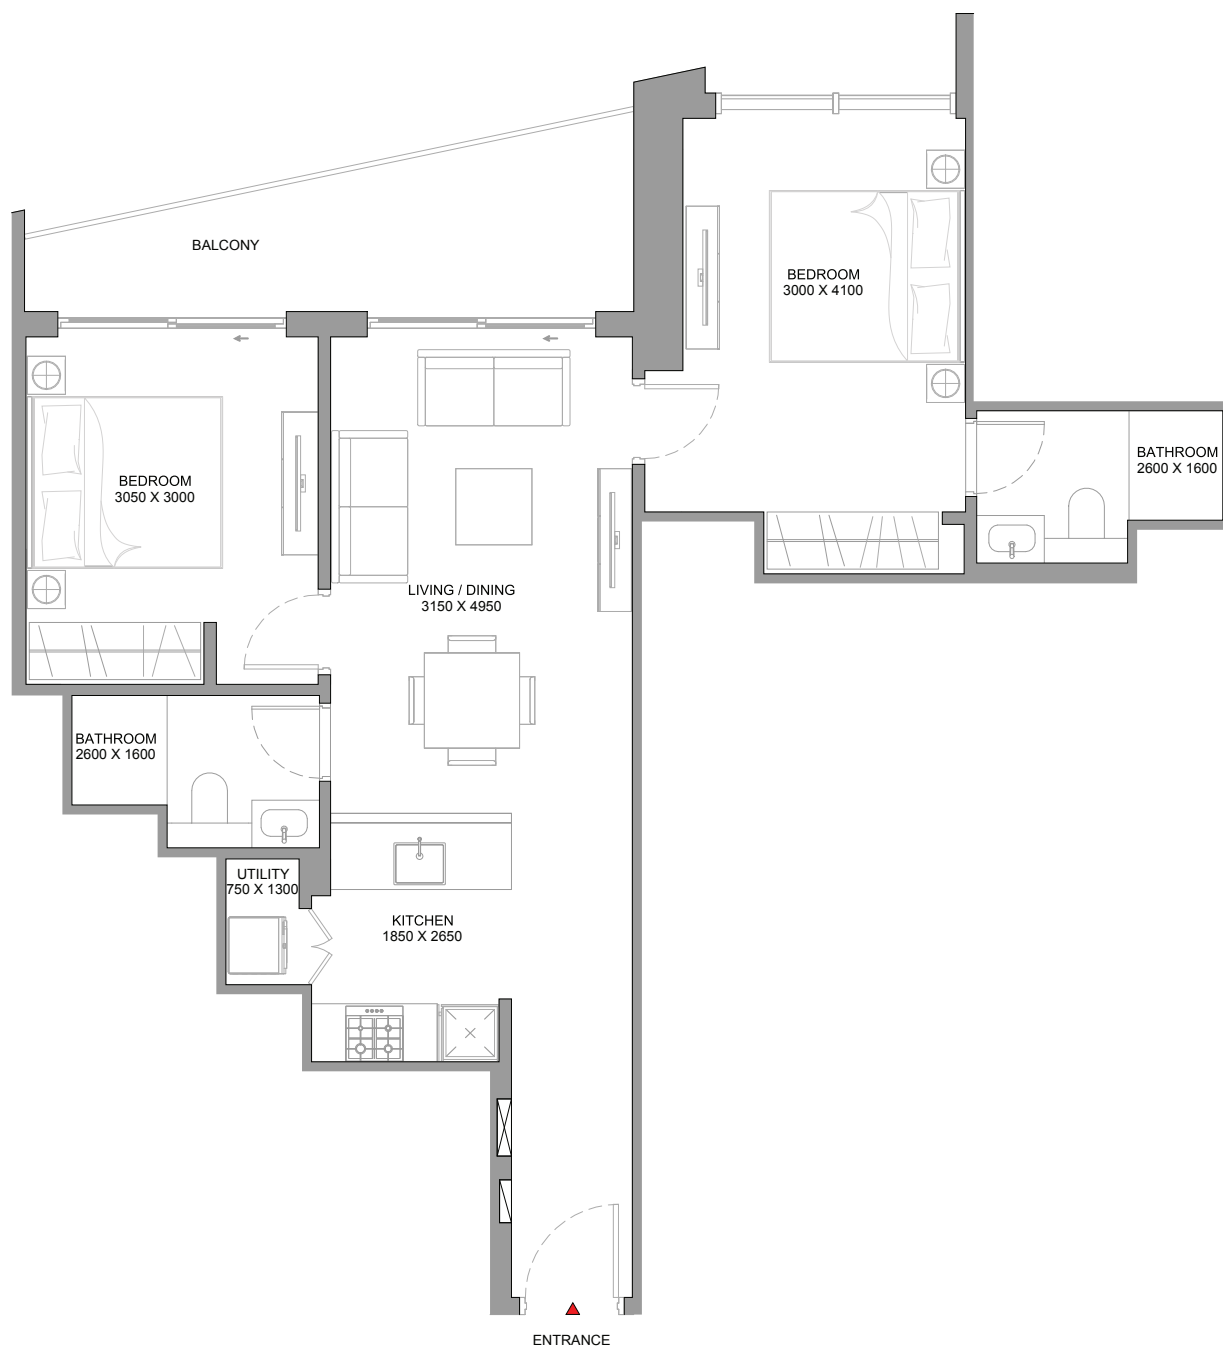 BALCONY
BEDROOM
3000 X 4100
BATHROOM
2600 X 1600
BEDROOM
3050 X 3000
LIVING / DINING
3150 X 4950
BATHROOM
2600 X 1600
UTILITY
750 X 1300
KITCHEN
1850 X 2650
ENTRANCE